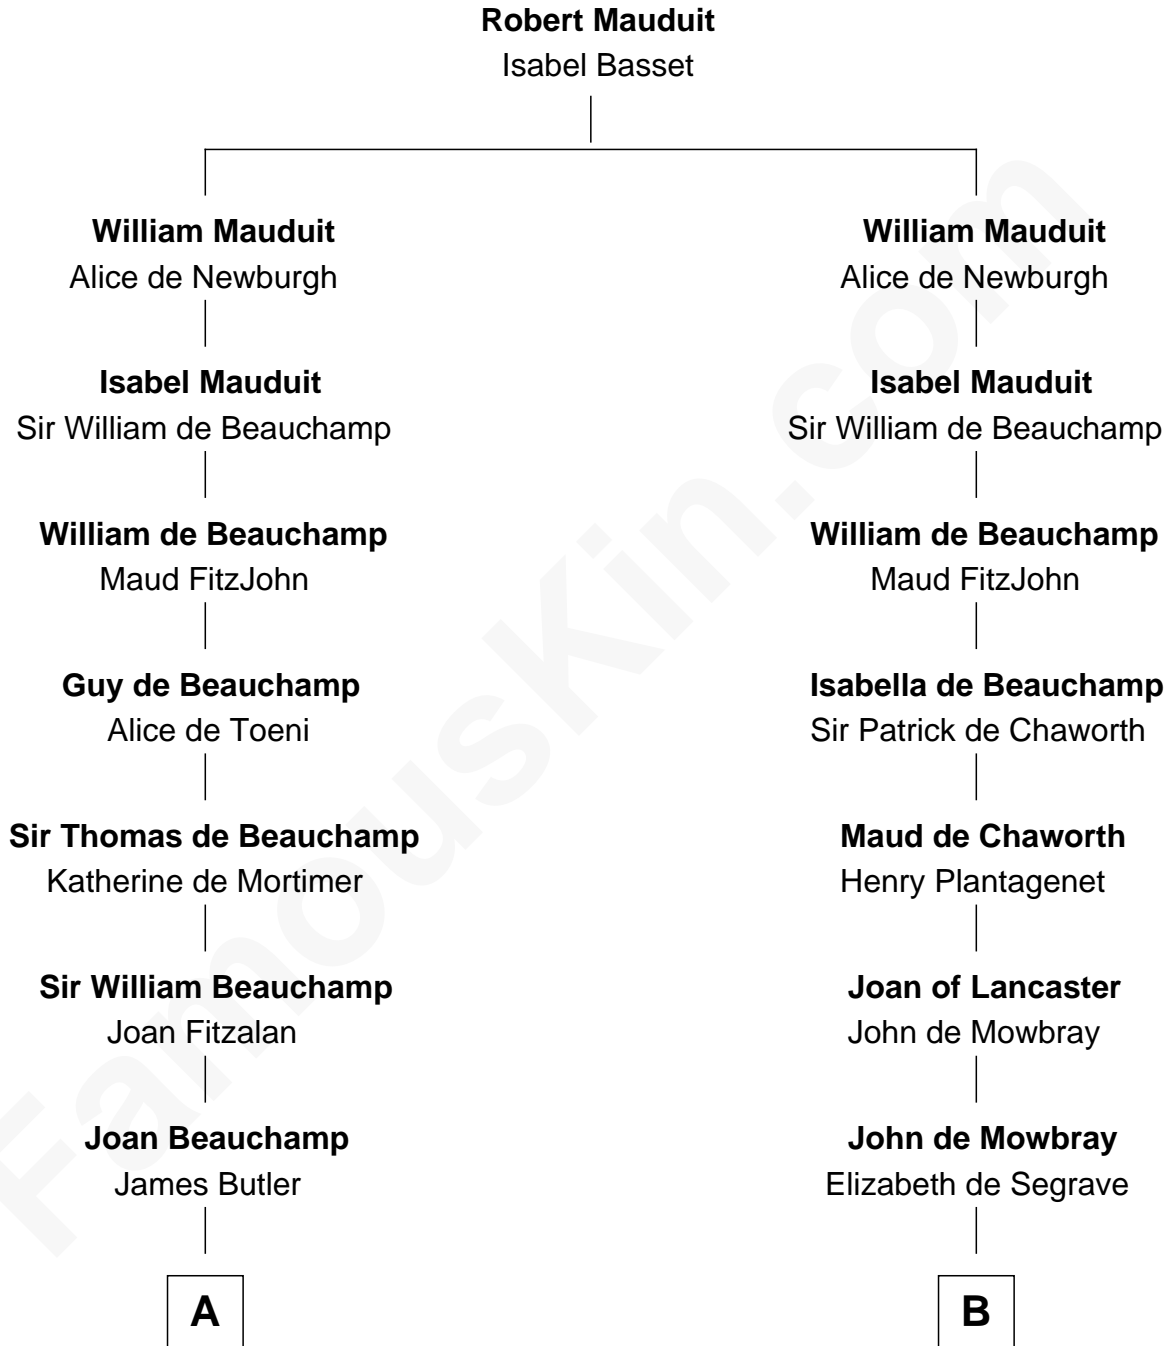 Robert Mauduit
Isabel Basset
William Mauduit
Alice de Newburgh
Isabel Mauduit
Sir William de Beauchamp
William de Beauchamp
Maud FitzJohn
Guy de Beauchamp
Alice de Toeni
Sir Thomas de Beauchamp
Katherine de Mortimer
Sir William Beauchamp
Joan Fitzalan
Joan Beauchamp
James Butler
A
William Mauduit
Alice de Newburgh
Isabel Mauduit
Sir William de Beauchamp
William de Beauchamp
Maud FitzJohn
Isabella de Beauchamp
Sir Patrick de Chaworth
Maud de Chaworth
Henry Plantagenet
Joan of Lancaster
John de Mowbray
John de Mowbray
Elizabeth de Segrave
B
FamousKin.com